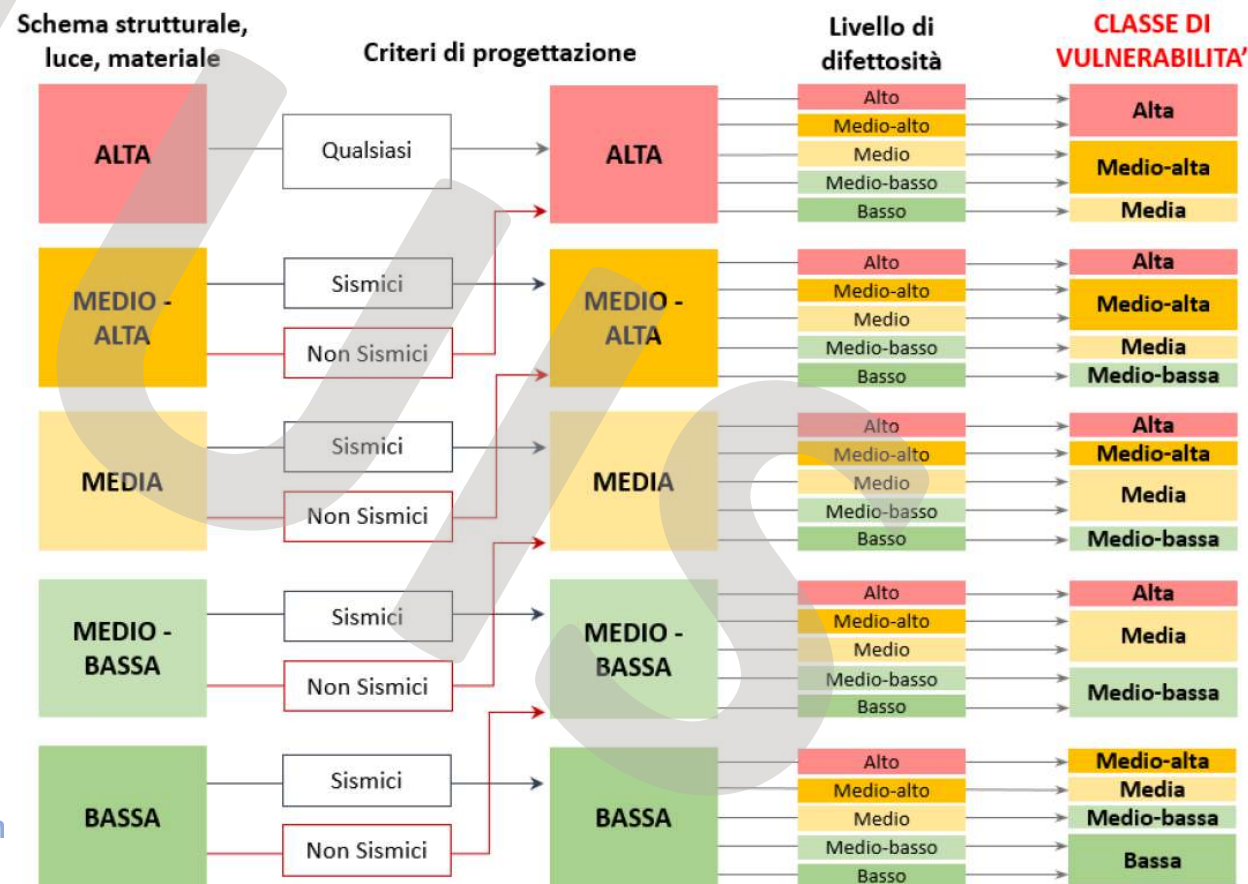 Schema strutturale,
luce, materiale
Criteri di progettazione
Livello di
difettosità
CLASSE DI
VULNERABILITA'
ALTA
Qualsiasi
ALTA
Alto
Medio-alto
Medio
Medio-basso
Basso
Alta
Medio-alta
Media
MEDIO -
ALTA
Sismici
Non Sismici
MEDIO -
ALTA
Alto
Medio-alto
Medio
Medio-basso
Basso
Alta
Medio-alta
Media
Medio-bassa
MEDIA
Sismici
Non Sismici
MEDIA
Alto
Medio-alto
Medio
Medio-basso
Basso
Alta
Medio-alta
Media
Medio-bassa
MEDIO -
BASSA
Sismici
Non Sismici
MEDIO -
BASSA
Alto
Medio-alto
Medio
Medio-basso
Basso
Alta
Media
Medio-bassa
BASSA
Sismici
Non Sismici
BASSA
Alto
Medio-alto
Medio
Medio-basso
Basso
Medio-alta
Media
Medio-bassa
Bassa